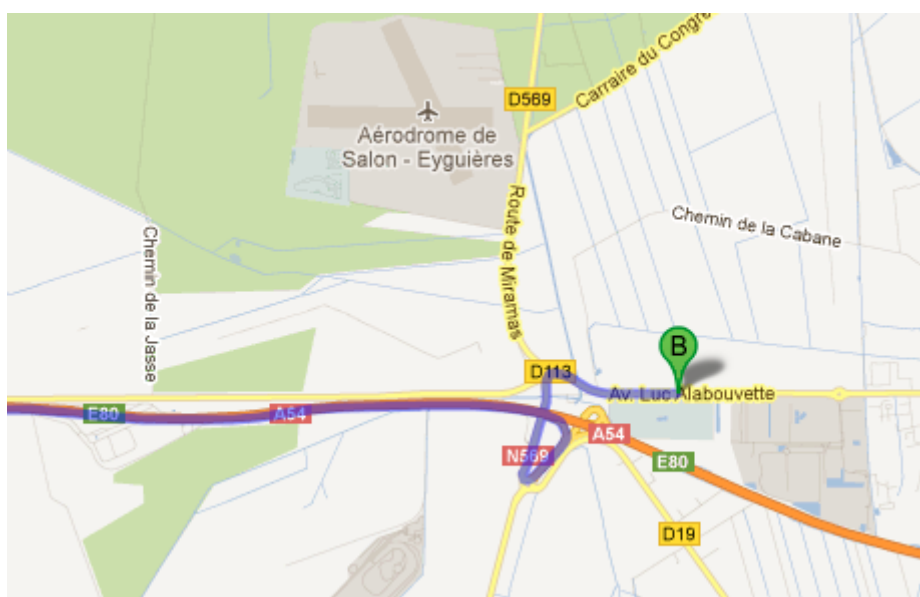 Carraire du Congre
D569
Aérodrome de
Salon - Eyguières
Route de Miramas
Chemin de la Cabane
Chemin de la Jasse
B
D113
Av. Luc Alabouvette
E80
A54
A54
N569
E80
D19